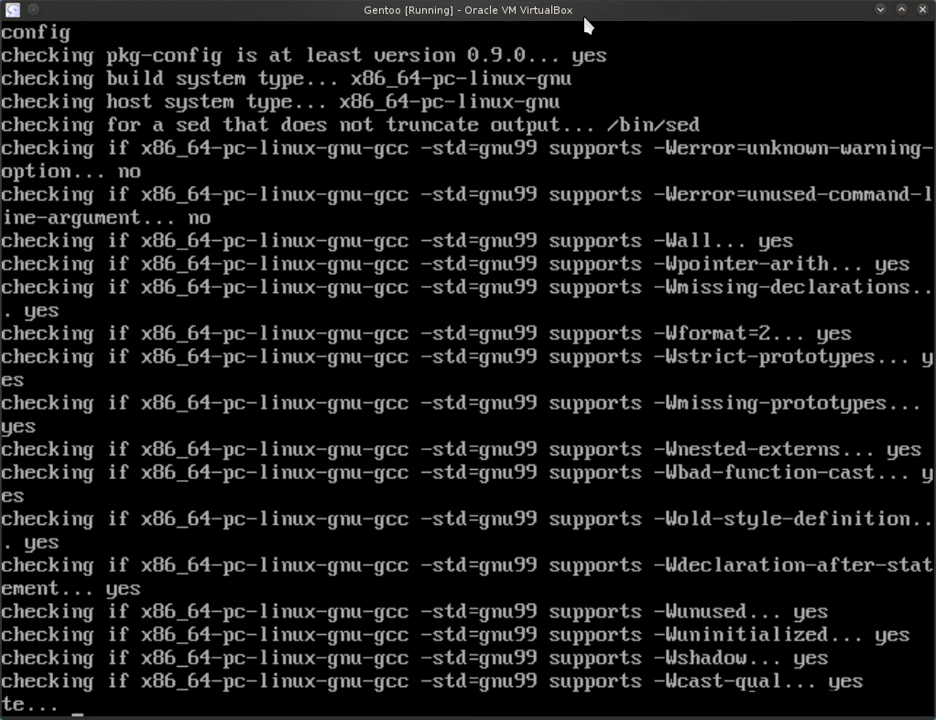 Gentoo [Running] - Oracle VM VirtualBox
config
checking pkg-config is at least version 0.9.0... yes
checking build system type... x86_64-pc-linux-gnu
checking host system type... x86_64-pc-linux-gnu
checking for a sed that does not truncate output... /bin/sed
checking if x86_64-pc-linux-gnu-gcc -std=gnu99 supports -Werror=unknown-warning-
option... no
checking if x86_64-pc-linux-gnu-gcc -std=gnu99 supports -Werror=unused-command-l
ine-argument... no
checking if x86_64-pc-linux-gnu-gcc -std=gnu99 supports -Wall... yes
checking if x86_64-pc-linux-gnu-gcc -std=gnu99 supports -Wpointer-arith... yes
checking if x86_64-pc-linux-gnu-gcc -std=gnu99 supports -Wmissing-declarations..
. yes
checking if x86_64-pc-linux-gnu-gcc -std=gnu99 supports -Wformat=2... yes
checking if x86_64-pc-linux-gnu-gcc -std=gnu99 supports -Wstrict-prototypes... y
es
checking if x86_64-pc-linux-gnu-gcc -std=gnu99 supports -Wmissing-prototypes...
yes
checking if x86_64-pc-linux-gnu-gcc -std=gnu99 supports -Wnested-externs... yes
checking if x86_64-pc-linux-gnu-gcc -std=gnu99 supports -Wbad-function-cast... y
es
checking if x86_64-pc-linux-gnu-gcc -std=gnu99 supports -Wold-style-definition..
. yes
checking if x86_64-pc-linux-gnu-gcc -std=gnu99 supports -Wdeclaration-after-stat
ement... yes
checking if x86_64-pc-linux-gnu-gcc -std=gnu99 supports -Wunused... yes
checking if x86_64-pc-linux-gnu-gcc -std=gnu99 supports -Wuninitialized... yes
checking if x86_64-pc-linux-gnu-gcc -std=gnu99 supports -Wshadow... yes
checking if x86_64-pc-linux-gnu-gcc -std=gnu99 supports -Wcast-qual... yes
te... _